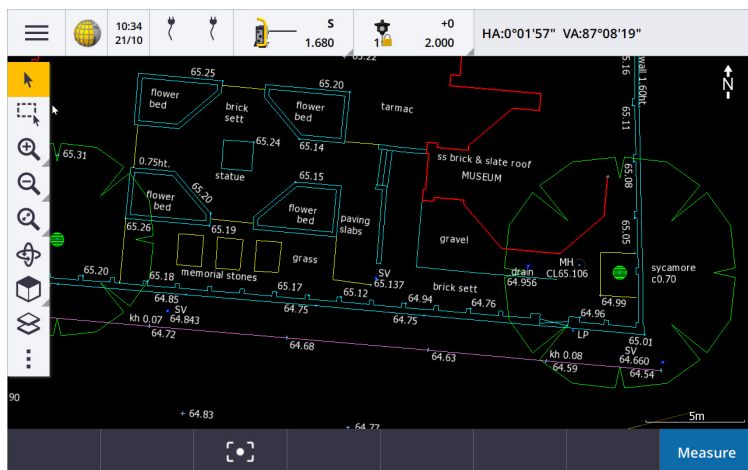 10:34
21/10
S
1.680
+0
2.000
HA:0°01'57" VA:87°08'19"
65.25
65.20
flower
bed
brick
sett
flower
bed
tarmac
wall 1.60ht.
65.16
N
65.11
65.31
65.24
65.14
0.75ht.
statue
65.15
ss brick & slate roof
MUSEUM
65.08
flower
bed
65.20
flower
bed
paving
slabs
65.26
65.19
65.05
gravel
grass
memorial stones
SV
65.137
drain
64.956
MH
CL65.106
sycamore
c0.70
65.20
65.18
65.17
65.12
brick sett
64.94
64.76
64.99
64.96
64.85
64.75
64.75
SV
64.843
kh 0.07
64.72
64.68
64.63
LP
65.01
kh 0.08
64.59
SV
64.660
64.54
90
64.83
64.77
5m
Measure